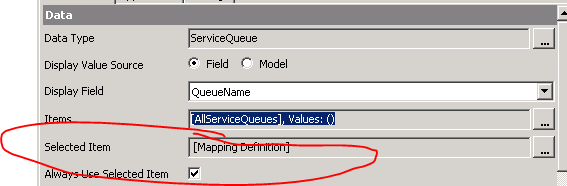 Data
Data Type ServiceQueue ...
Display Value Source Field Model
Display Field QueueName
Items [AllServiceQueues], Values: () ...
Selected Item [Mapping Definition] ...
Always Use Selected Item